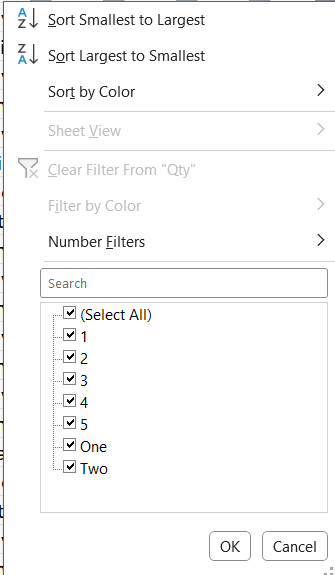 Sort Smallest to Largest
Sort Largest to Smallest
Sort by Color
Sheet View
Clear Filter From "Qty"
Filter by Color
Number Filters
Search
(Select All)
1
2
3
4
5
One
Two
OK Cancel